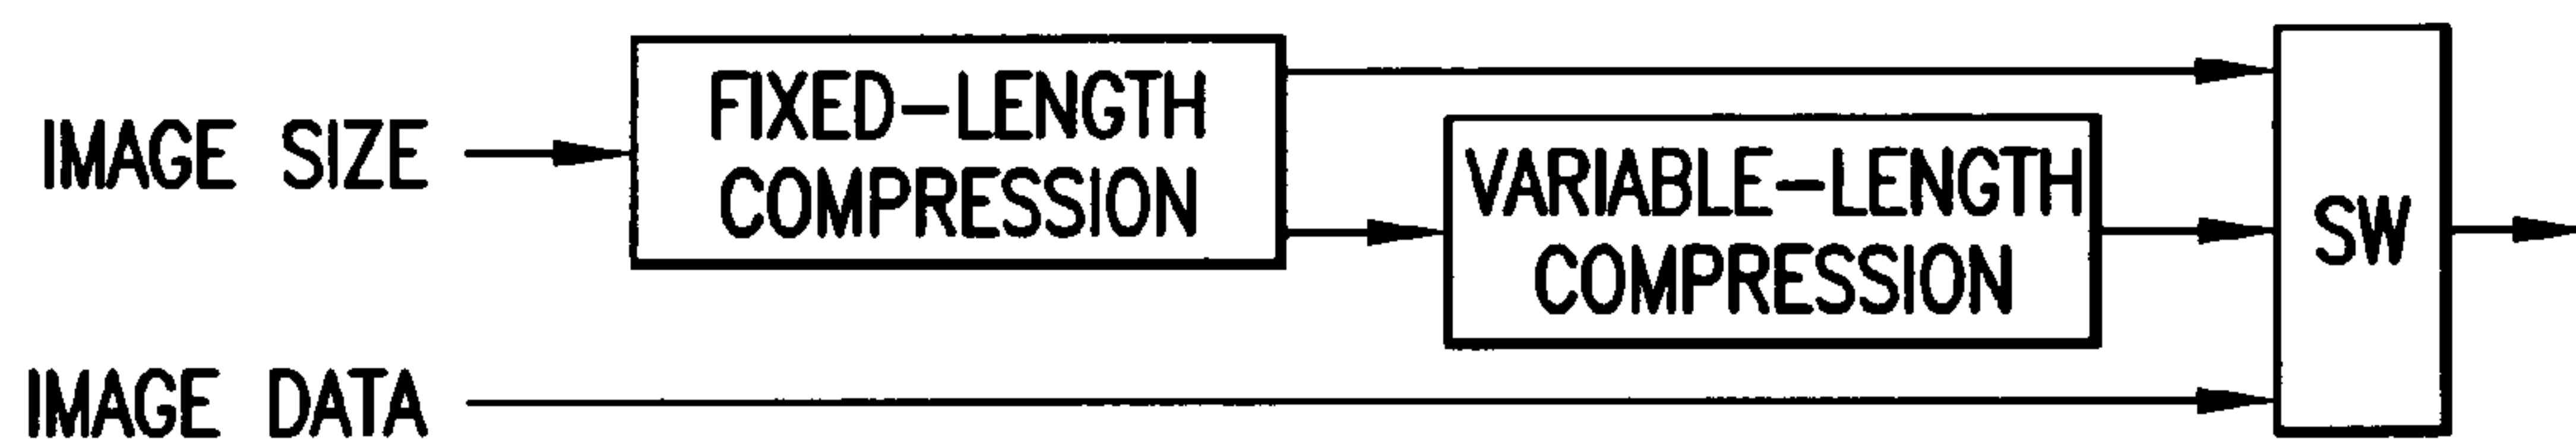 IMAGE SIZE
FIXED-LENGTH
COMPRESSION
VARIABLE-LENGTH
COMPRESSION
SW
IMAGE DATA